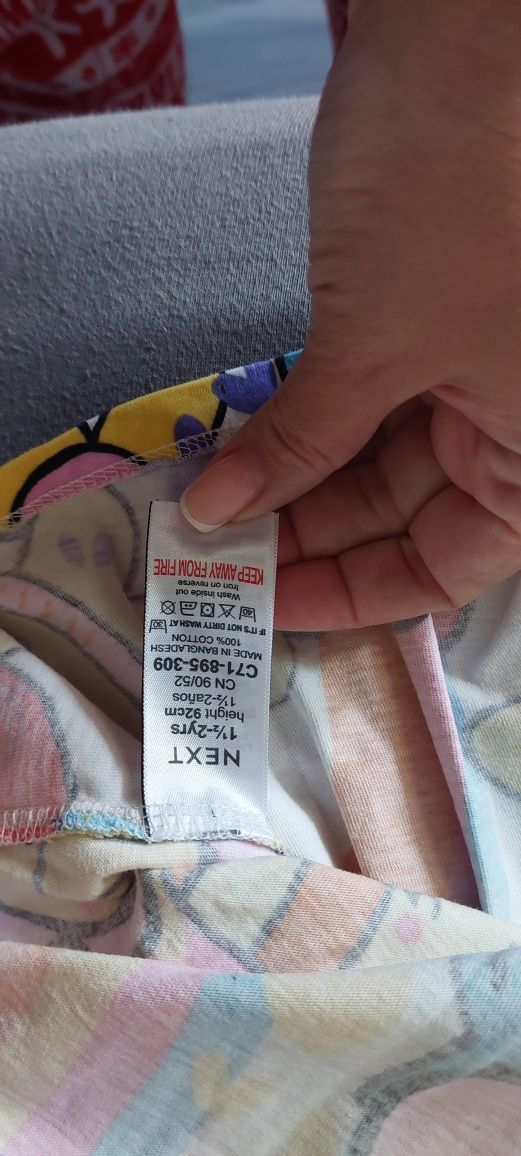 NEXT
1½-2yrs
height 92cm
1½-2años
CN 90/52
C71-895-309
MADE IN BANGLADESH
100% COTTON
IF IT'S NOT DIRTY WASH AT 30
40
Wash inside out
Iron on reverse
KEEP AWAY FROM FIRE